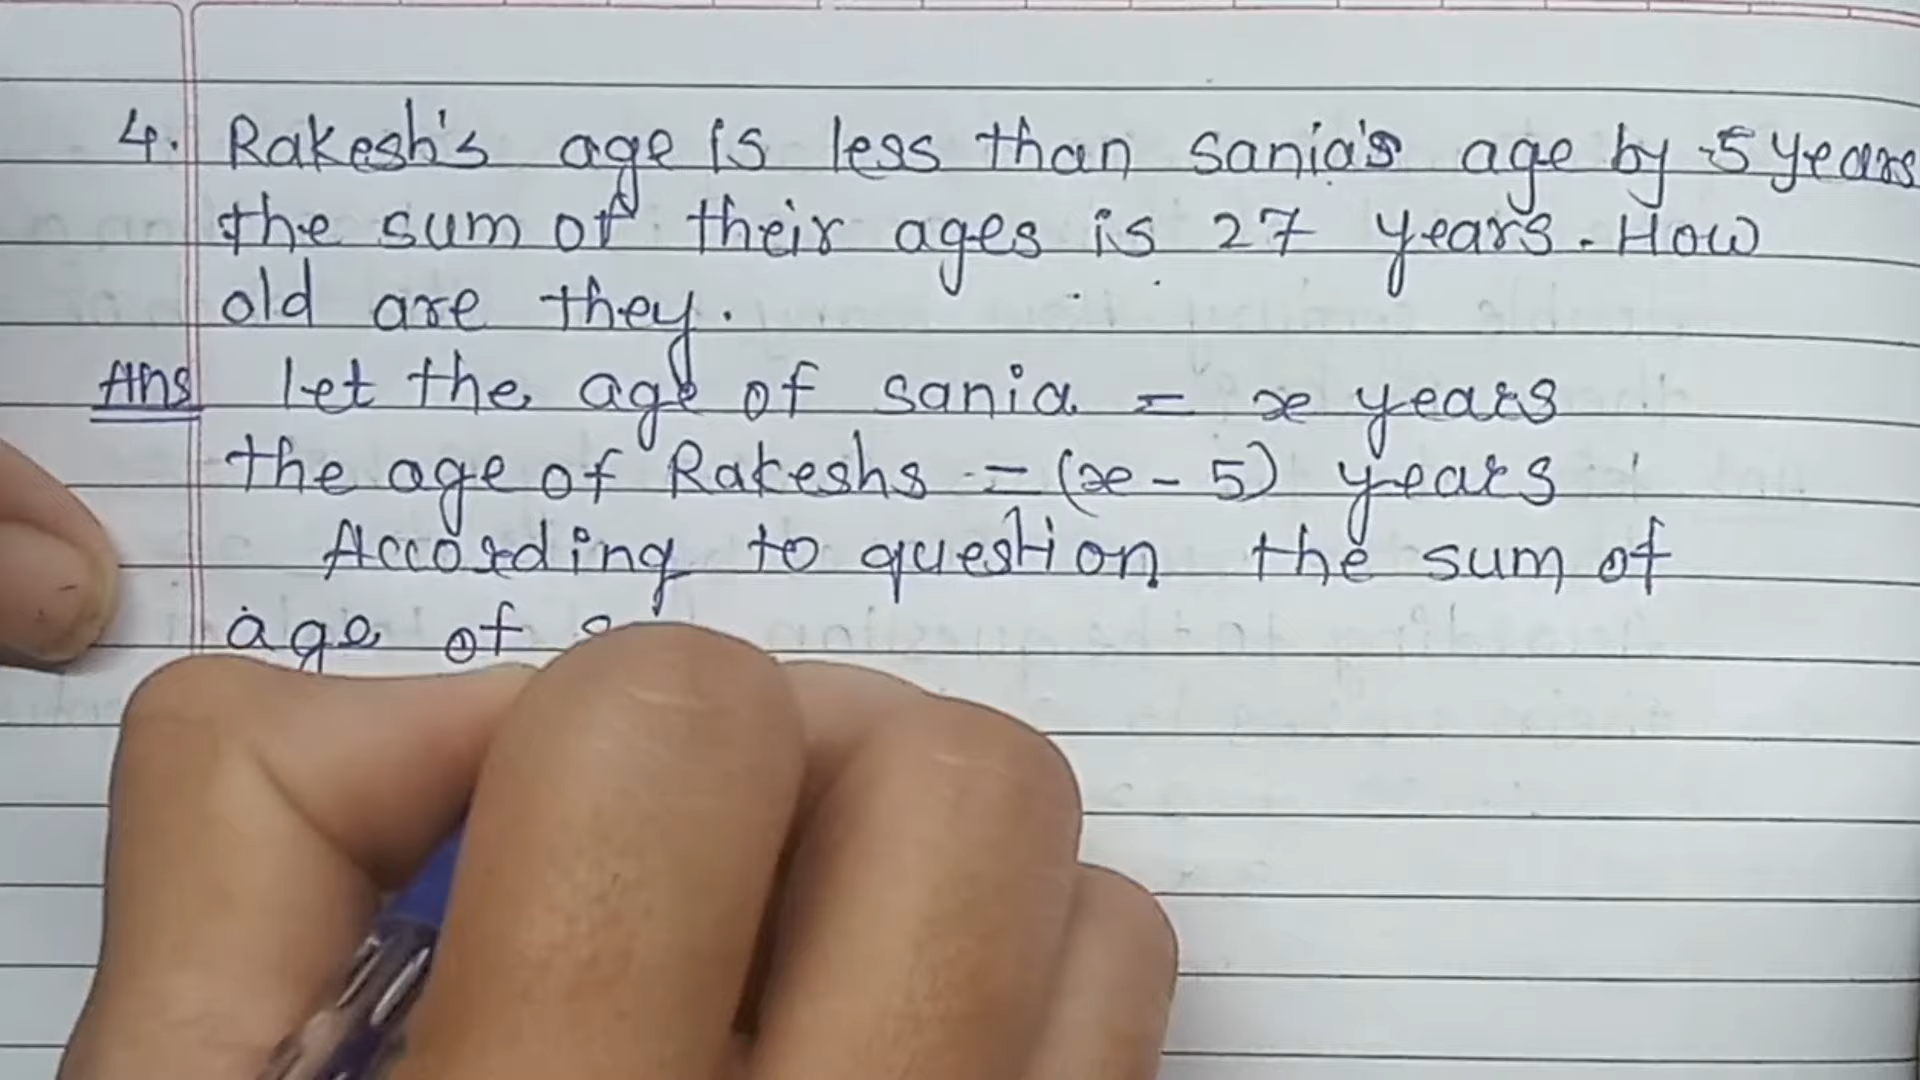 4. Rakesh's age is less than sania's age by 5 years
the sum of their ages is 27 years. How
old are they.
Ans let the age of sania = x years
the age of Rakeshs = (x - 5) years
According to question the sum of
age of